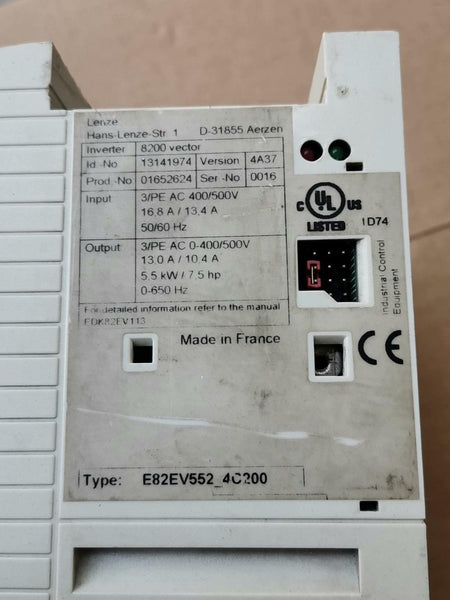 Lenze
Hans-Lenze-Str. 1 D-31855 Aerzen
Inverter 8200 vector
Id -No 13141974 Version 4A37
Prod -No 01652624 Ser.-No 0016
Input 3/PE AC 400/500V
16,8 A / 13,4 A
50/60 Hz
Output 3/PE AC 0-400/500V
13,0 A / 10,4 A
5,5 kW / 7,5 hp
0-650 Hz
For detailed information refer to the manual
EDK82EV113
C UL US
LISTED 1D74
Industrial Control
Equipment
Made in France
CE
Type: E82EV552_4C200